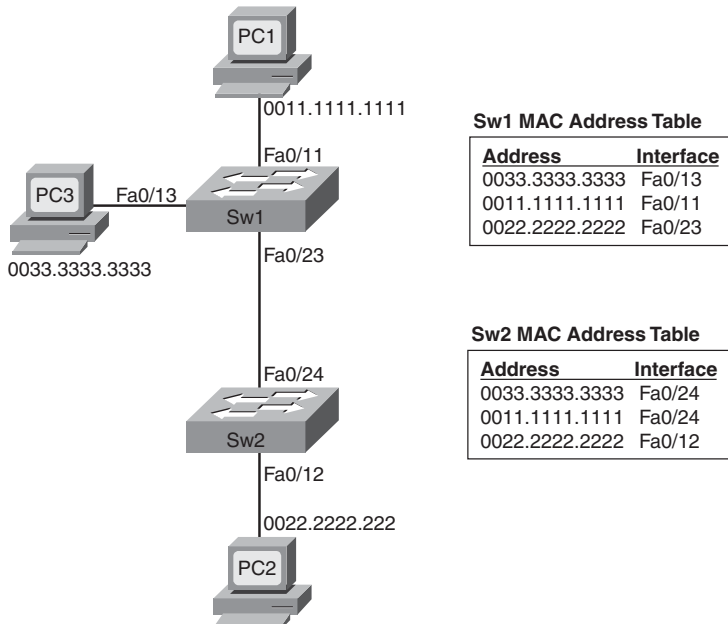 PC1
0011.1111.1111
Fa0/11
PC3
Fa0/13
Sw1
0033.3333.3333
Fa0/23
Fa0/24
Sw2
Fa0/12
0022.2222.222
PC2
Sw1 MAC Address Table
Address Interface
0033.3333.3333 Fa0/13
0011.1111.1111 Fa0/11
0022.2222.2222 Fa0/23
Sw2 MAC Address Table
Address Interface
0033.3333.3333 Fa0/24
0011.1111.1111 Fa0/24
0022.2222.2222 Fa0/12